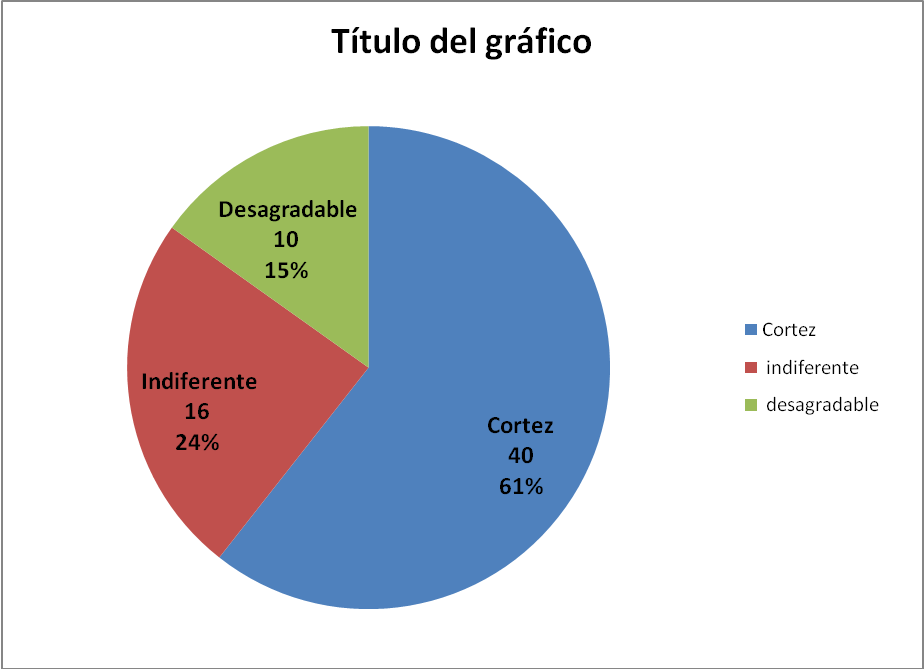 Título del gráfico
Desagradable
10
15%
Indiferente
16
24%
Cortez
40
61%
Cortez
indiferente
desagradable